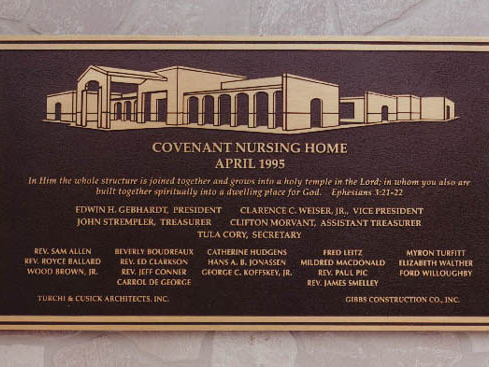 COVENANT NURSING HOME
APRIL 1995
In Him the whole structure is joined together and grows into a holy temple in the Lord; in whom you also are
built together spiritually into a dwelling place for God. Ephesians 3:21-22
EDWIN H. GEBHARDT, PRESIDENT CLARENCE C. WEISER, JR., VICE PRESIDENT
JOHN STREMPLER, TREASURER CLIFTON MORVANT, ASSISTANT TREASURER
TULA CORY, SECRETARY
REV. SAM ALLEN BEVERLY BOUDREAUX CATHERINE HUDGENS FRED LEITZ MYRON TURFITT
REV. ROYCE BALLARD REV. ED CLARKSON HANS A. B. JONASSEN MILDRED MACDONALD ELIZABETH WALTHER
WOOD BROWN, JR. REV. JEFF CONNER GEORGE C. KOFFSKEY, JR. REV. PAUL PIC FORD WILLOUGHBY
CARROL DE GEORGE REV. JAMES SMELLEY
TURCHI & CUSICK ARCHITECTS, INC. GIBBS CONSTRUCTION CO., INC.